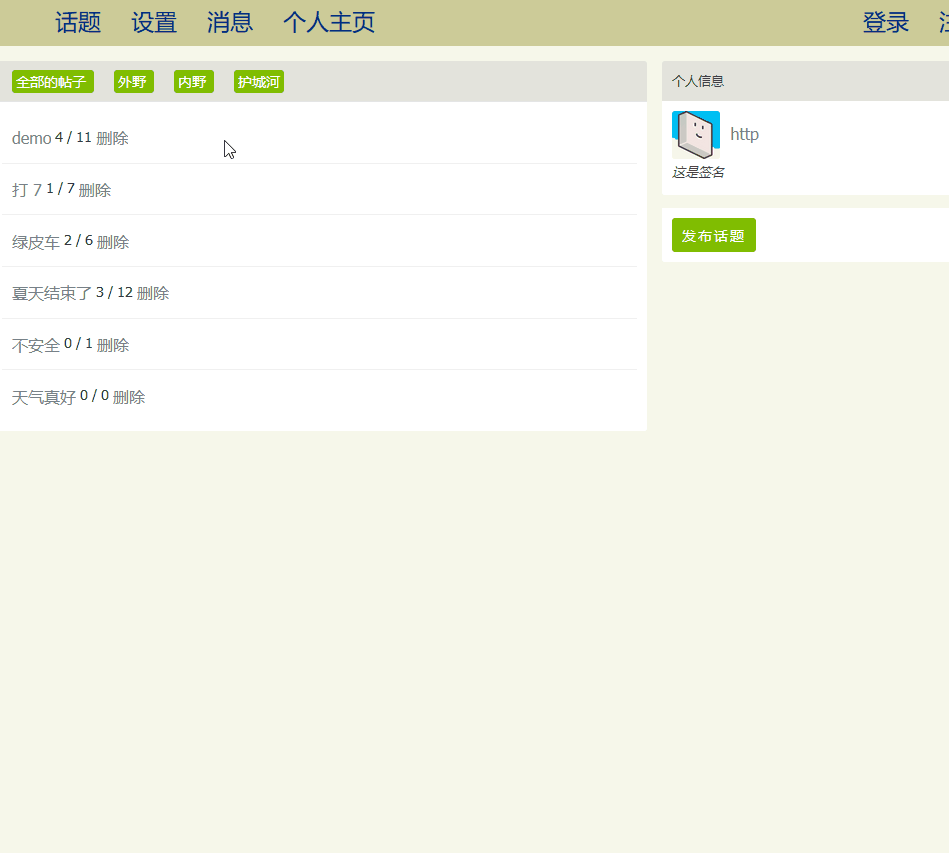 话题 设置 消息 个人主页 登录
全部的帖子 外野 内野 护城河
demo 4 / 11 删除
打 7 1 / 7 删除
绿皮车 2 / 6 删除
夏天结束了 3 / 12 删除
不安全 0 / 1 删除
天气真好 0 / 0 删除
个人信息
http
这是签名
发布话题